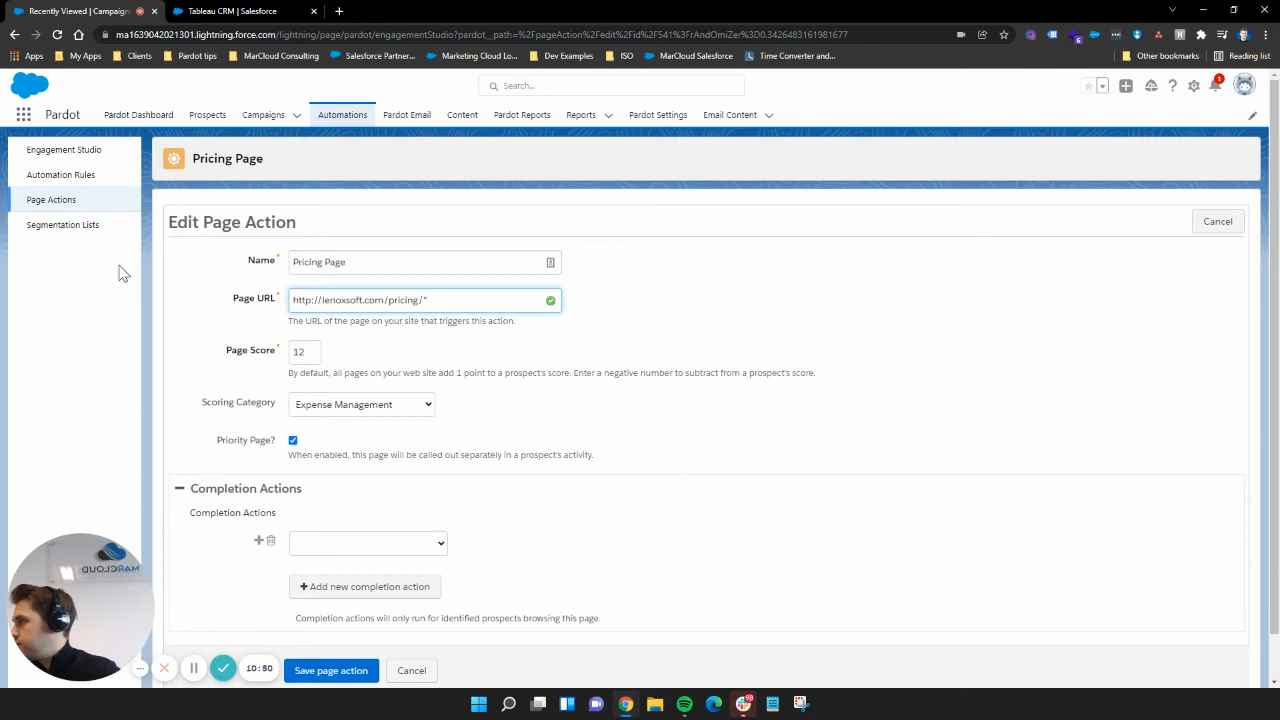 Recently Viewed | Campaign
Tableau CRM | Salesforce
ma1639042021301.lightning.force.com/lightning/page/pardot/engagementStudio?pardot__path=%2FpageAction%2Fedit%2Fid%2F541%3FrAndOmiZer%3D0.3426483161981677
Apps
My Apps
Clients
Pardot tips
MarCloud Consulting
Salesforce Partner...
Marketing Cloud Lo...
Dev Examples
ISO
MarCloud Salesforce
Time Converter and...
Other bookmarks
Reading list
Search...
1
Pardot
Pardot Dashboard
Prospects
Campaigns
Automations
Pardot Email
Content
Pardot Reports
Reports
Pardot Settings
Email Content
Engagement Studio
Automation Rules
Page Actions
Segmentation Lists
Pricing Page
Edit Page Action
Cancel
Name*
Pricing Page
Page URL*
http://lenoxsoft.com/pricing/*
The URL of the page on your site that triggers this action.
Page Score*
12
By default, all pages on your web site add 1 point to a prospect's score. Enter a negative number to subtract from a prospect's score.
Scoring Category
Expense Management
Priority Page?
When enabled, this page will be called out separately in a prospect's activity.
Completion Actions
Completion Actions
+ Add new completion action
Completion actions will only run for identified prospects browsing this page.
MARCLOUD
10:50
Save page action
Cancel
98